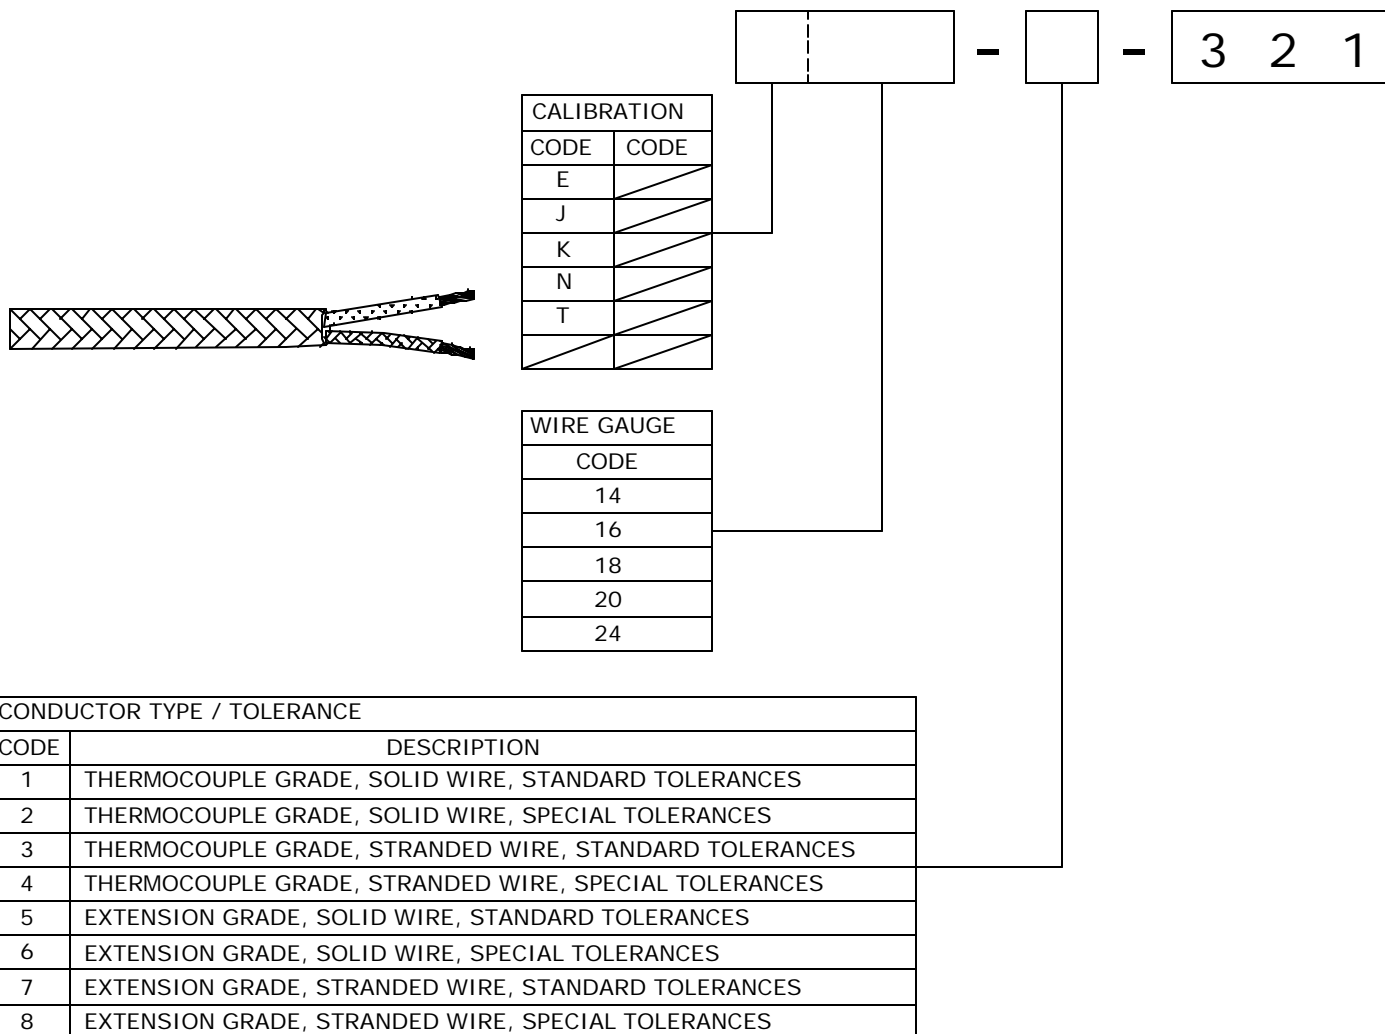 - - 3 2 1
CALIBRATION
CODE CODE
E
J
K
N
T
WIRE GAUGE
CODE
14
16
18
20
24
CONDUCTOR TYPE / TOLERANCE
CODE DESCRIPTION
1 THERMOCOUPLE GRADE, SOLID WIRE, STANDARD TOLERANCES
2 THERMOCOUPLE GRADE, SOLID WIRE, SPECIAL TOLERANCES
3 THERMOCOUPLE GRADE, STRANDED WIRE, STANDARD TOLERANCES
4 THERMOCOUPLE GRADE, STRANDED WIRE, SPECIAL TOLERANCES
5 EXTENSION GRADE, SOLID WIRE, STANDARD TOLERANCES
6 EXTENSION GRADE, SOLID WIRE, SPECIAL TOLERANCES
7 EXTENSION GRADE, STRANDED WIRE, STANDARD TOLERANCES
8 EXTENSION GRADE, STRANDED WIRE, SPECIAL TOLERANCES